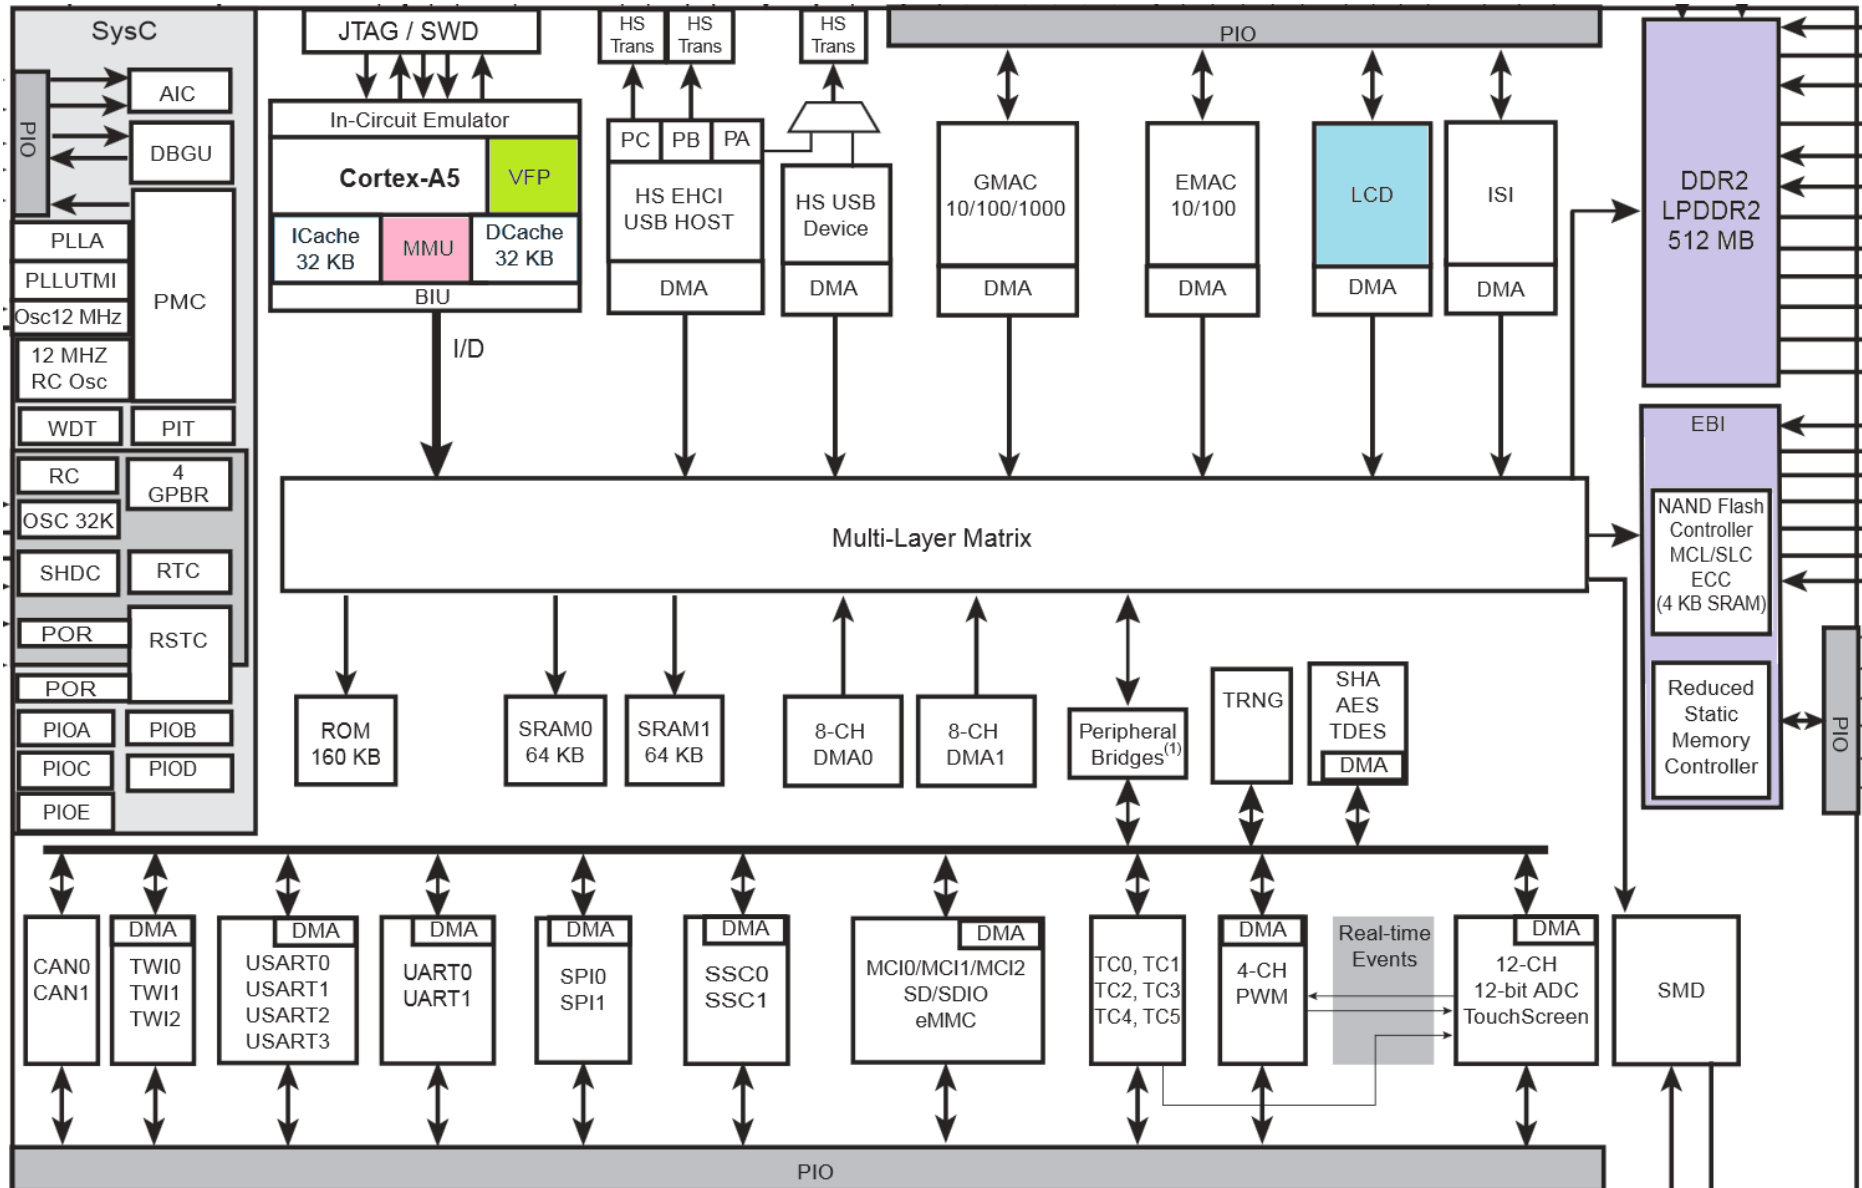 SysC
PIO
AIC
DBGU
PMC
PLLA
PLLUTMI
Osc12 MHz
12 MHZ
RC Osc
WDT
PIT
RC
4
GPBR
OSC 32K
SHDC
RTC
POR
RSTC
POR
PIOA
PIOB
PIOC
PIOD
PIOE
JTAG / SWD
In-Circuit Emulator
Cortex-A5
VFP
ICache
32 KB
MMU
DCache
32 KB
BIU
I/D
HS
Trans
HS
Trans
HS
Trans
PC
PB
PA
HS EHCI
USB HOST
DMA
HS USB
Device
DMA
PIO
GMAC
10/100/1000
DMA
EMAC
10/100
DMA
LCD
DMA
ISI
DMA
DDR2
LPDDR2
512 MB
EBI
NAND Flash
Controller
MCL/SLC
ECC
(4 KB SRAM)
Reduced
Static
Memory
Controller
PIO
Multi-Layer Matrix
ROM
160 KB
SRAM0
64 KB
SRAM1
64 KB
8-CH
DMA0
8-CH
DMA1
Peripheral
Bridges(1)
TRNG
SHA
AES
TDES
DMA
CAN0
CAN1
DMA
TWI0
TWI1
TWI2
DMA
USART0
USART1
USART2
USART3
DMA
UART0
UART1
DMA
SPI0
SPI1
DMA
SSC0
SSC1
DMA
MCI0/MCI1/MCI2
SD/SDIO
eMMC
TC0, TC1
TC2, TC3
TC4, TC5
DMA
4-CH
PWM
Real-time
Events
DMA
12-CH
12-bit ADC
TouchScreen
SMD
PIO